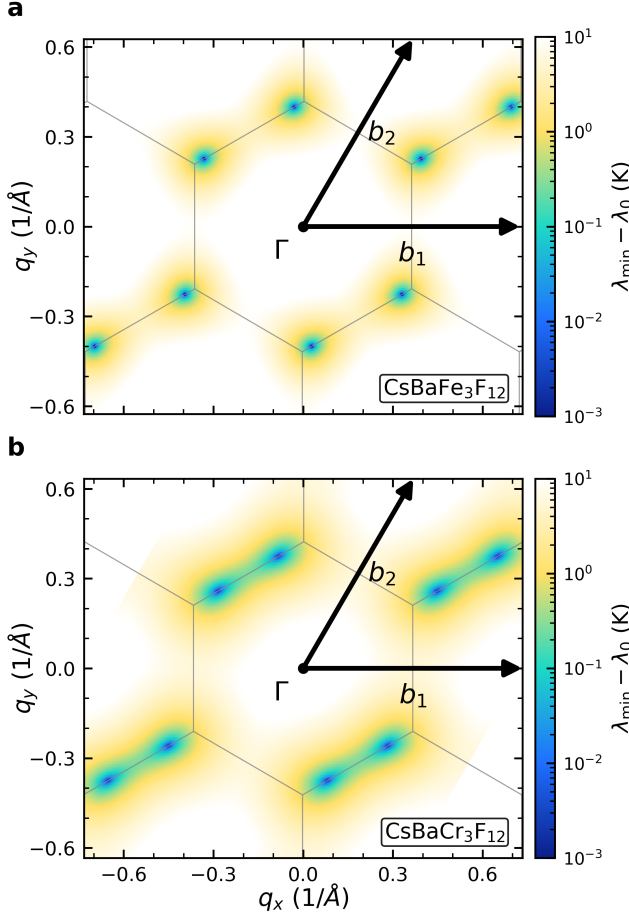 a
0.6
0.3
0.0
−0.3
−0.6
q_y (1/Å)
b_2
Γ
b_1
CsBaFe_3F_12
10^1
10^0
10^−1
10^−2
10^−3
λ_min − λ_0 (K)
b
0.6
0.3
0.0
−0.3
−0.6
q_y (1/Å)
b_2
Γ
b_1
CsBaCr_3F_12
−0.6
−0.3
0.0
0.3
0.6
q_x (1/Å)
10^1
10^0
10^−1
10^−2
10^−3
λ_min − λ_0 (K)